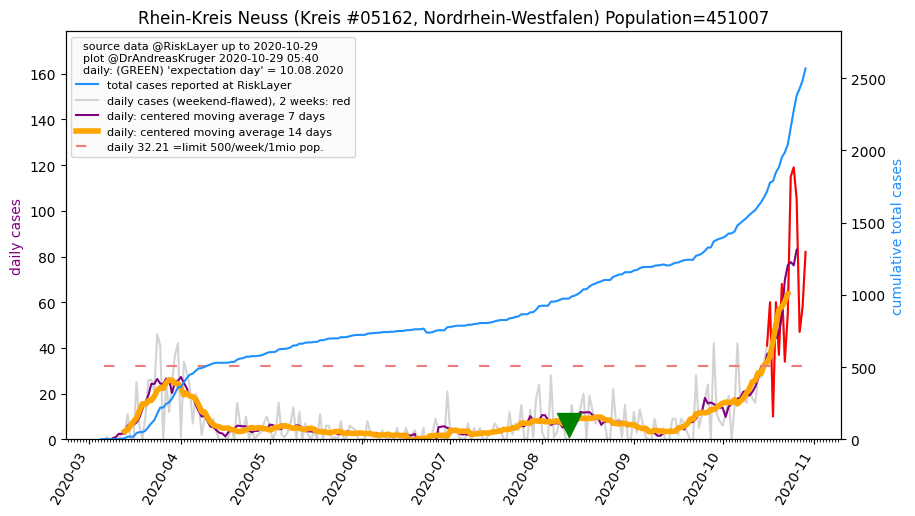 Rhein-Kreis Neuss (Kreis #05162, Nordrhein-Westfalen) Population=451007
source data @RiskLayer up to 2020-10-29
plot @DrAndreasKruger 2020-10-29 05:40
daily: (GREEN) 'expectation day' = 10.08.2020
total cases reported at RiskLayer
daily cases (weekend-flawed), 2 weeks: red
daily: centered moving average 7 days
daily: centered moving average 14 days
daily 32.21 =limit 500/week/1mio pop.
daily cases
160
140
120
100
80
60
40
20
0
2500
2000
1500
1000
500
0
cumulative total cases
2020-03
2020-04
2020-05
2020-06
2020-07
2020-08
2020-09
2020-10
2020-11